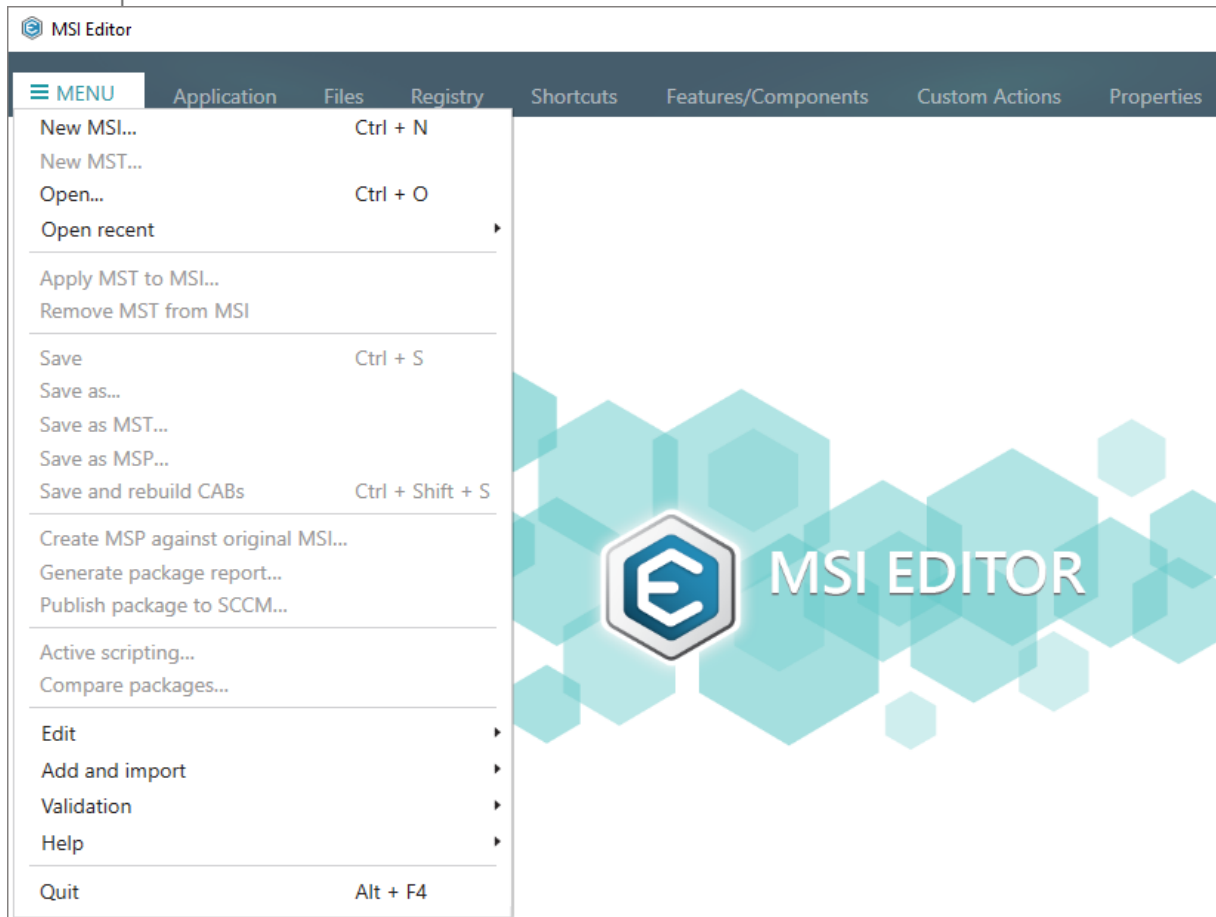 MSI Editor
MENU Application Files Registry Shortcuts Features/Components Custom Actions Properties
New MSI... Ctrl + N
New MST...
Open... Ctrl + O
Open recent
Apply MST to MSI...
Remove MST from MSI
Save Ctrl + S
Save as...
Save as MST...
Save as MSP...
Save and rebuild CABs Ctrl + Shift + S
Create MSP against original MSI...
Generate package report...
Publish package to SCCM...
Active scripting...
Compare packages...
Edit
Add and import
Validation
Help
Quit Alt + F4
MSI EDITOR